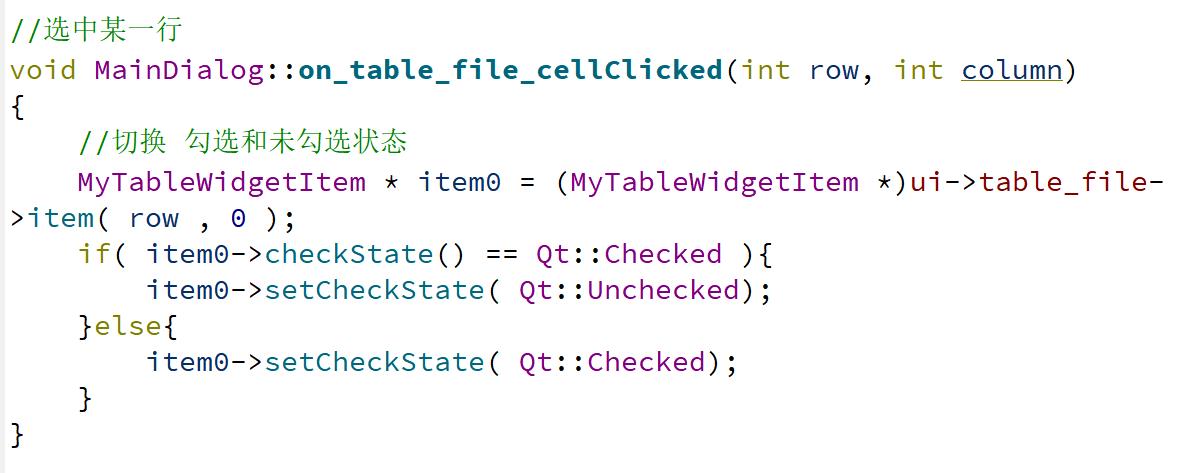 //选中某一行
void MainDialog::on_table_file_cellClicked(int row, int column)
{
    //切换 勾选和未勾选状态
    MyTableWidgetItem * item0 = (MyTableWidgetItem *)ui->table_file-
>item( row , 0 );
    if( item0->checkState() == Qt::Checked ){
        item0->setCheckState( Qt::Unchecked);
    }else{
        item0->setCheckState( Qt::Checked);
    }
}